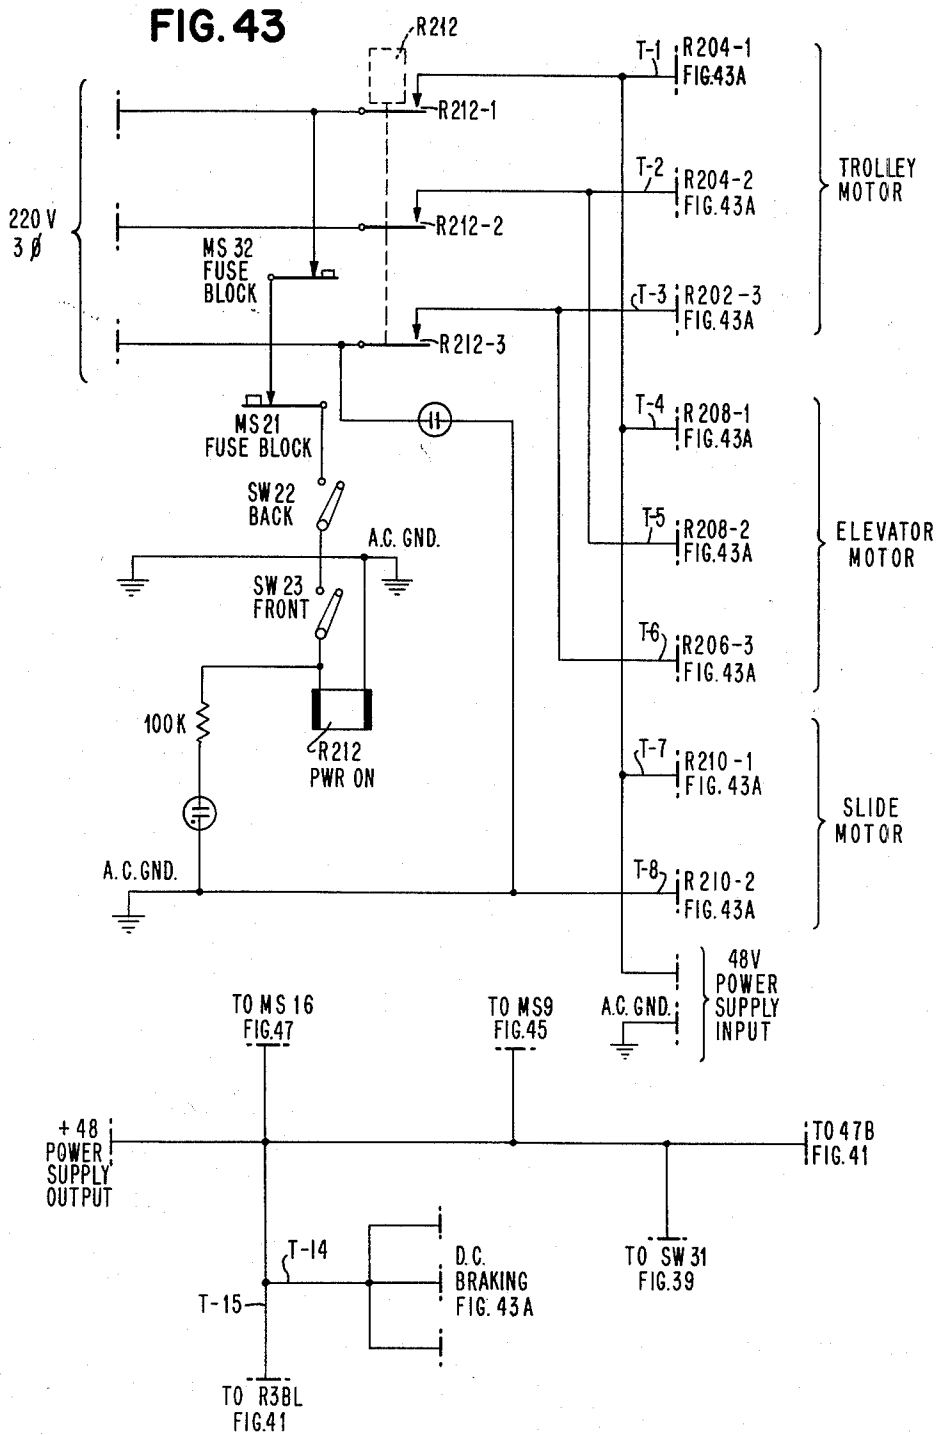 FIG. 43
R212
T-1
R204-1
FIG.43A
R212-1
T-2
R204-2
FIG.43A
TROLLEY
MOTOR
220 V
3 Ø
R212-2
MS 32
FUSE
BLOCK
T-3
R202-3
FIG.43A
R212-3
MS21
FUSE BLOCK
T-4
R208-1
FIG.43A
SW 22
BACK
A.C. GND.
T-5
R208-2
FIG.43A
ELEVATOR
MOTOR
SW 23
FRONT
T-6
R206-3
FIG.43A
100K
R212
PWR ON
T-7
R210-1
FIG. 43A
SLIDE
MOTOR
A.C. GND.
T-8
R210-2
FIG.43A
48V
POWER
SUPPLY
INPUT
A.C. GND.
TO MS 16
FIG.47
TO MS9
FIG.45
+ 48
POWER
SUPPLY
OUTPUT
TO 47B
FIG. 41
T-14
D.C.
BRAKING
FIG. 43A
TO SW 31
FIG.39
T-15
TO R3BL
FIG.41